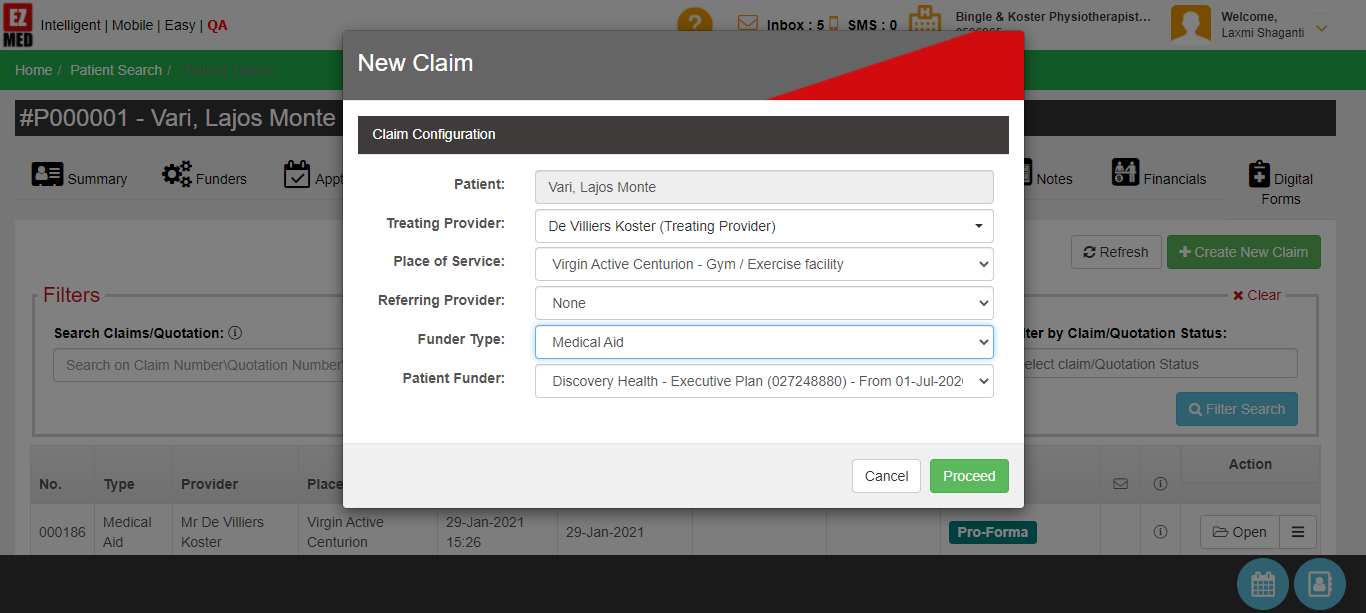 EZ
MED
Intelligent | Mobile | Easy | QA
?
Inbox : 5
SMS : 0
H
Bingle & Koster Physiotherapist...
Welcome,
Laxmi Shaganti
Home / Patient Search /
New Claim
#P000001 - Vari, Lajos Monte
Claim Configuration
Summary
Funders
Appt
Notes
Financials
Digital
Forms
Patient:
Vari, Lajos Monte
Treating Provider:
De Villiers Koster (Treating Provider)
Place of Service:
Virgin Active Centurion - Gym / Exercise facility
Referring Provider:
None
Funder Type:
Medical Aid
Patient Funder:
Discovery Health - Executive Plan (027248880) - From 01-Jul-202
Cancel
Proceed
Refresh
Create New Claim
Filters
Clear
Search Claims/Quotation:
Search on Claim Number\Quotation Number\
ter by Claim/Quotation Status:
elect claim/Quotation Status
Filter Search
No.
Type
Provider
Place
Action
000186
Medical
Aid
Mr De Villiers
Koster
Virgin Active
Centurion
29-Jan-2021
15:26
29-Jan-2021
Pro-Forma
Open